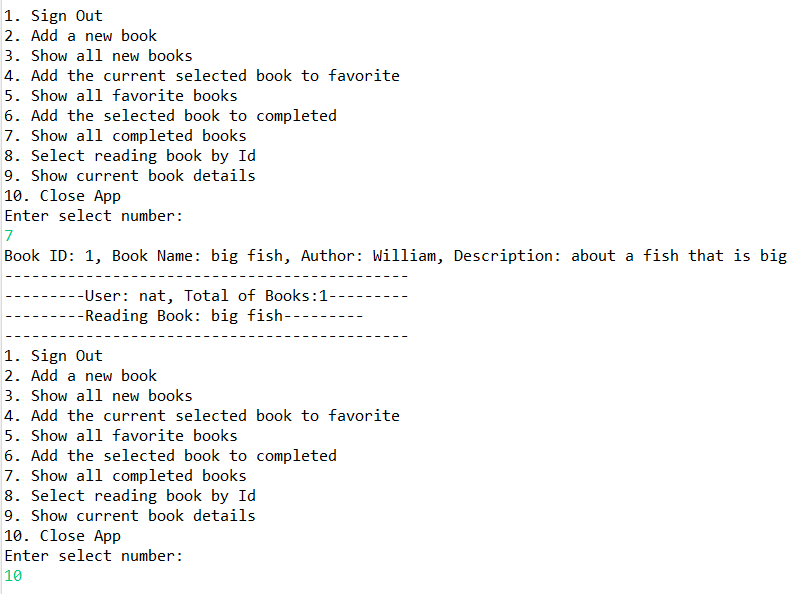 1. Sign Out
2. Add a new book
3. Show all new books
4. Add the current selected book to favorite
5. Show all favorite books
6. Add the selected book to completed
7. Show all completed books
8. Select reading book by Id
9. Show current book details
10. Close App
Enter select number:
7
Book ID: 1, Book Name: big fish, Author: William, Description: about a fish that is big
---------------------------------------------
---------User: nat, Total of Books:1---------
---------Reading Book: big fish---------
---------------------------------------------
1. Sign Out
2. Add a new book
3. Show all new books
4. Add the current selected book to favorite
5. Show all favorite books
6. Add the selected book to completed
7. Show all completed books
8. Select reading book by Id
9. Show current book details
10. Close App
Enter select number:
10